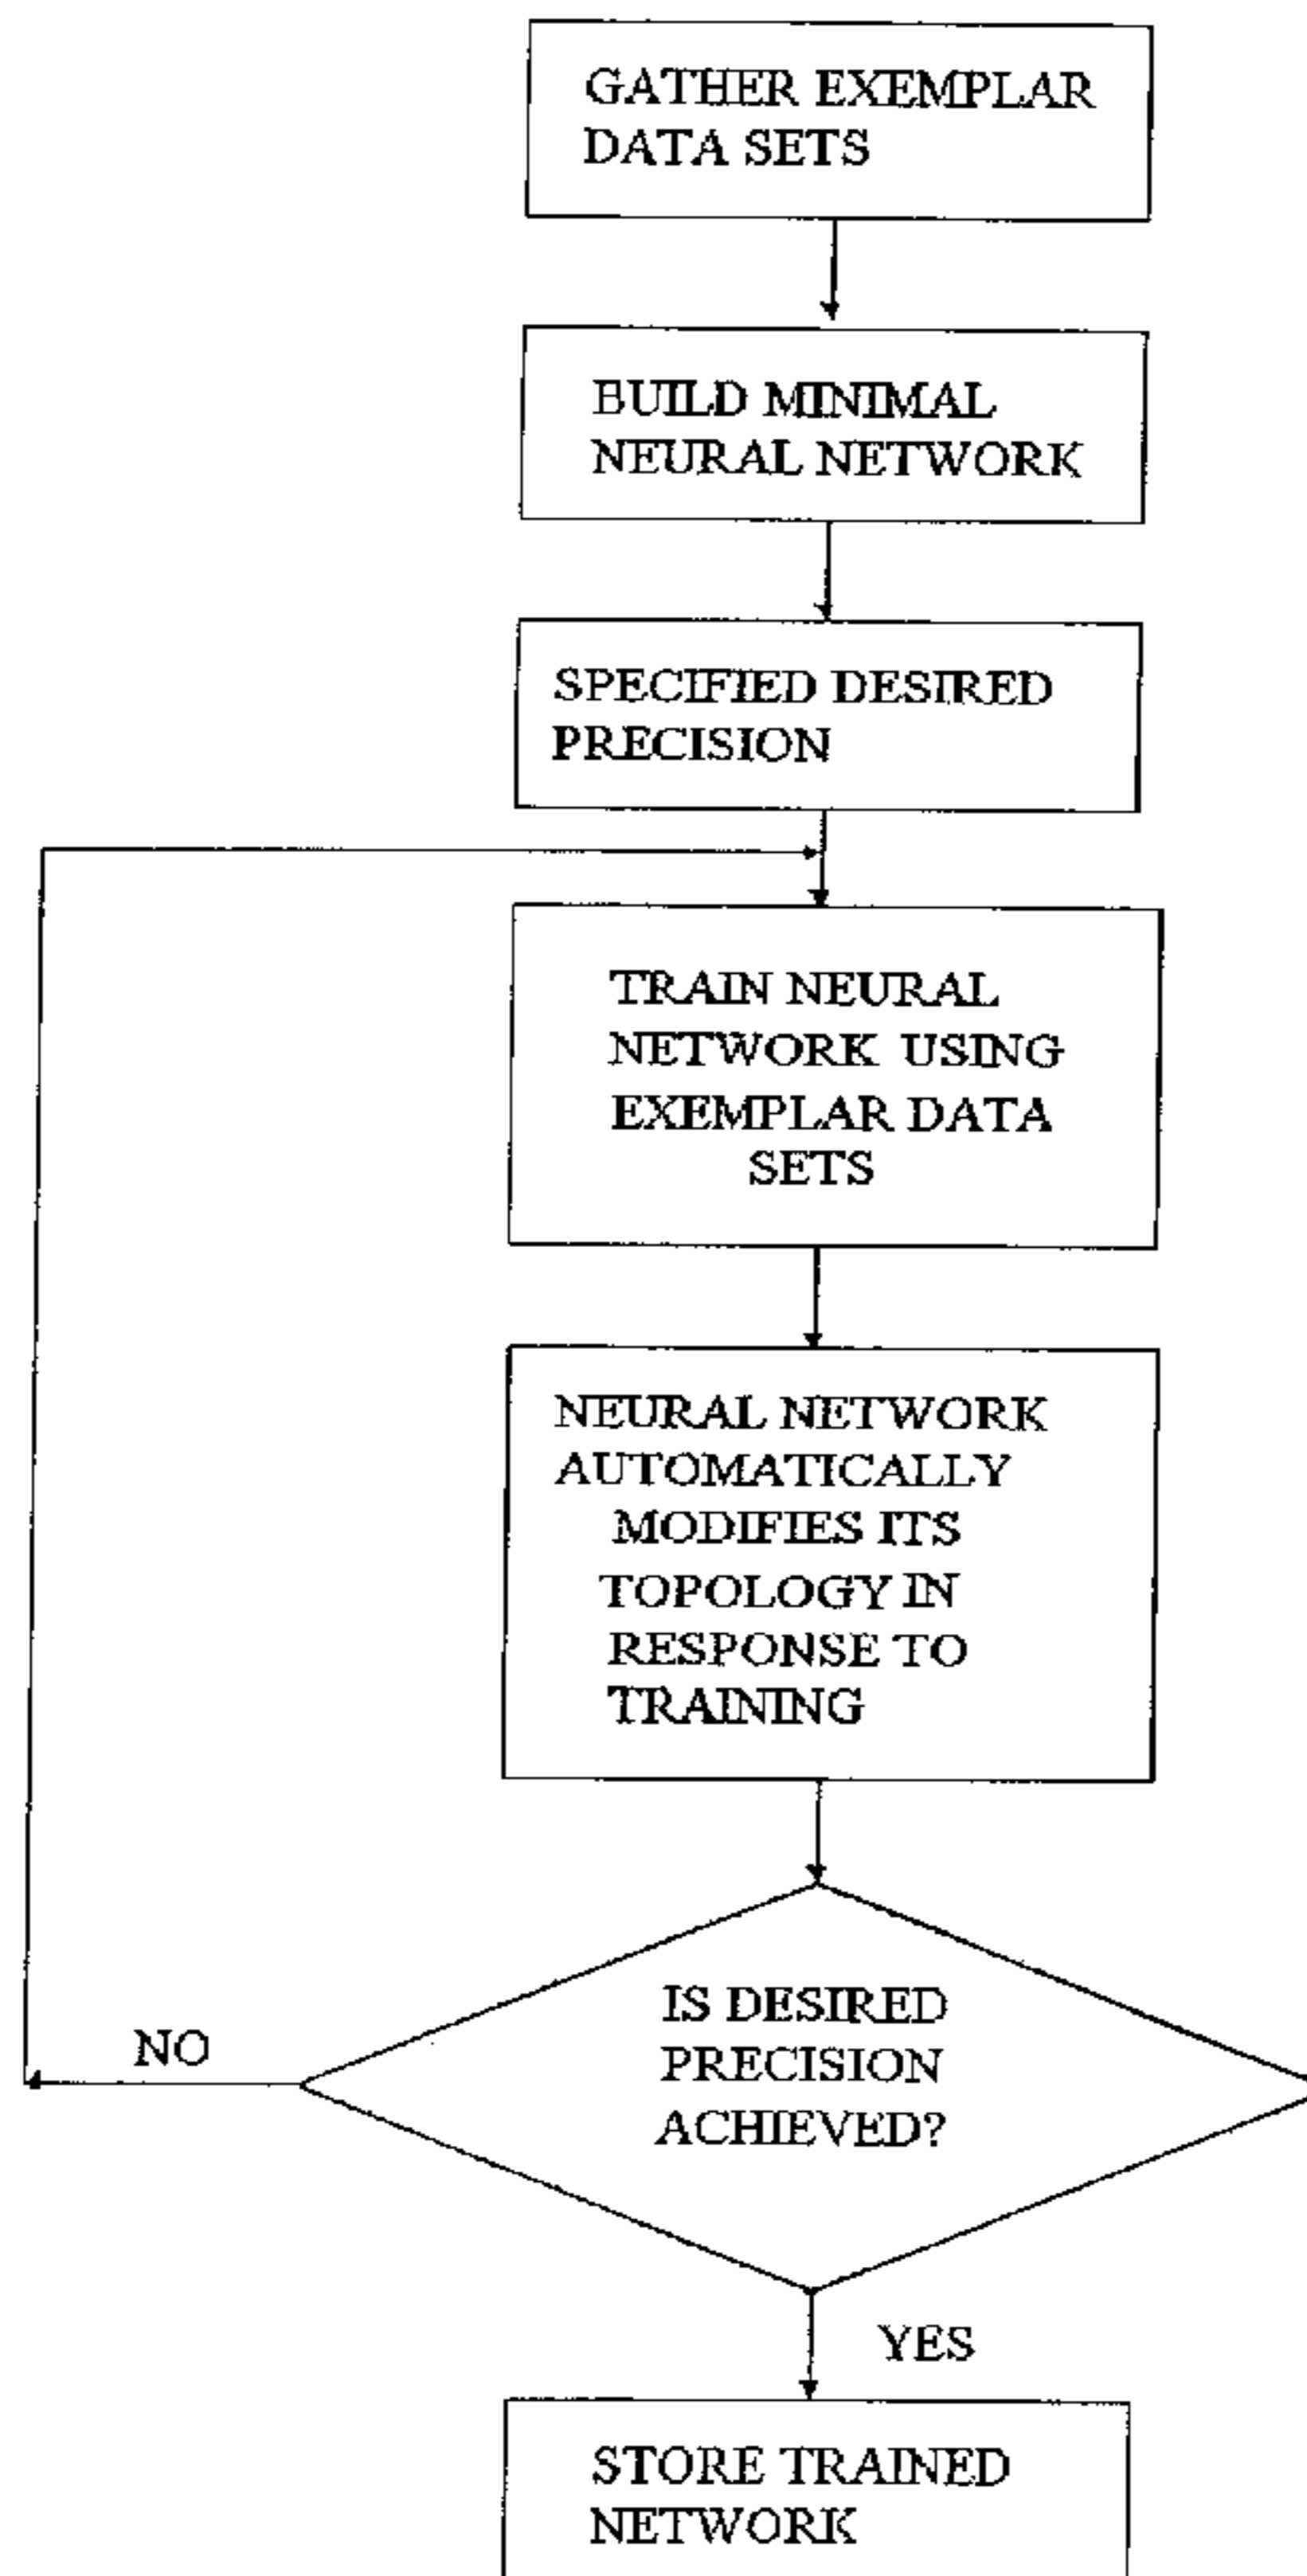 GATHER EXEMPLAR
DATA SETS
BUILD MINIMAL
NEURAL NETWORK
SPECIFIED DESIRED
PRECISION
TRAIN NEURAL
NETWORK USING
EXEMPLAR DATA
SETS
NEURAL NETWORK
AUTOMATICALLY
MODIFIES ITS
TOPOLOGY IN
RESPONSE TO
TRAINING
IS DESIRED
PRECISION
ACHIEVED?
NO
YES
STORE TRAINED
NETWORK